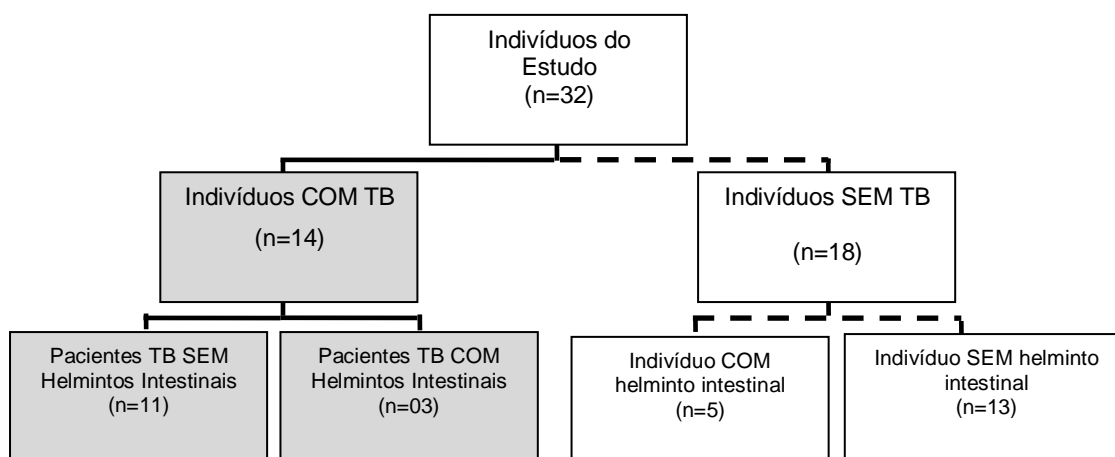 Indivíduos do
Estudo
(n=32)
Indivíduos COM TB
(n=14)
Indivíduos SEM TB
(n=18)
Pacientes TB SEM
Helmintos Intestinais
(n=11)
Pacientes TB COM
Helmintos Intestinais
(n=03)
Indivíduo COM
helminto intestinal
(n=5)
Indivíduo SEM helminto
intestinal
(n=13)